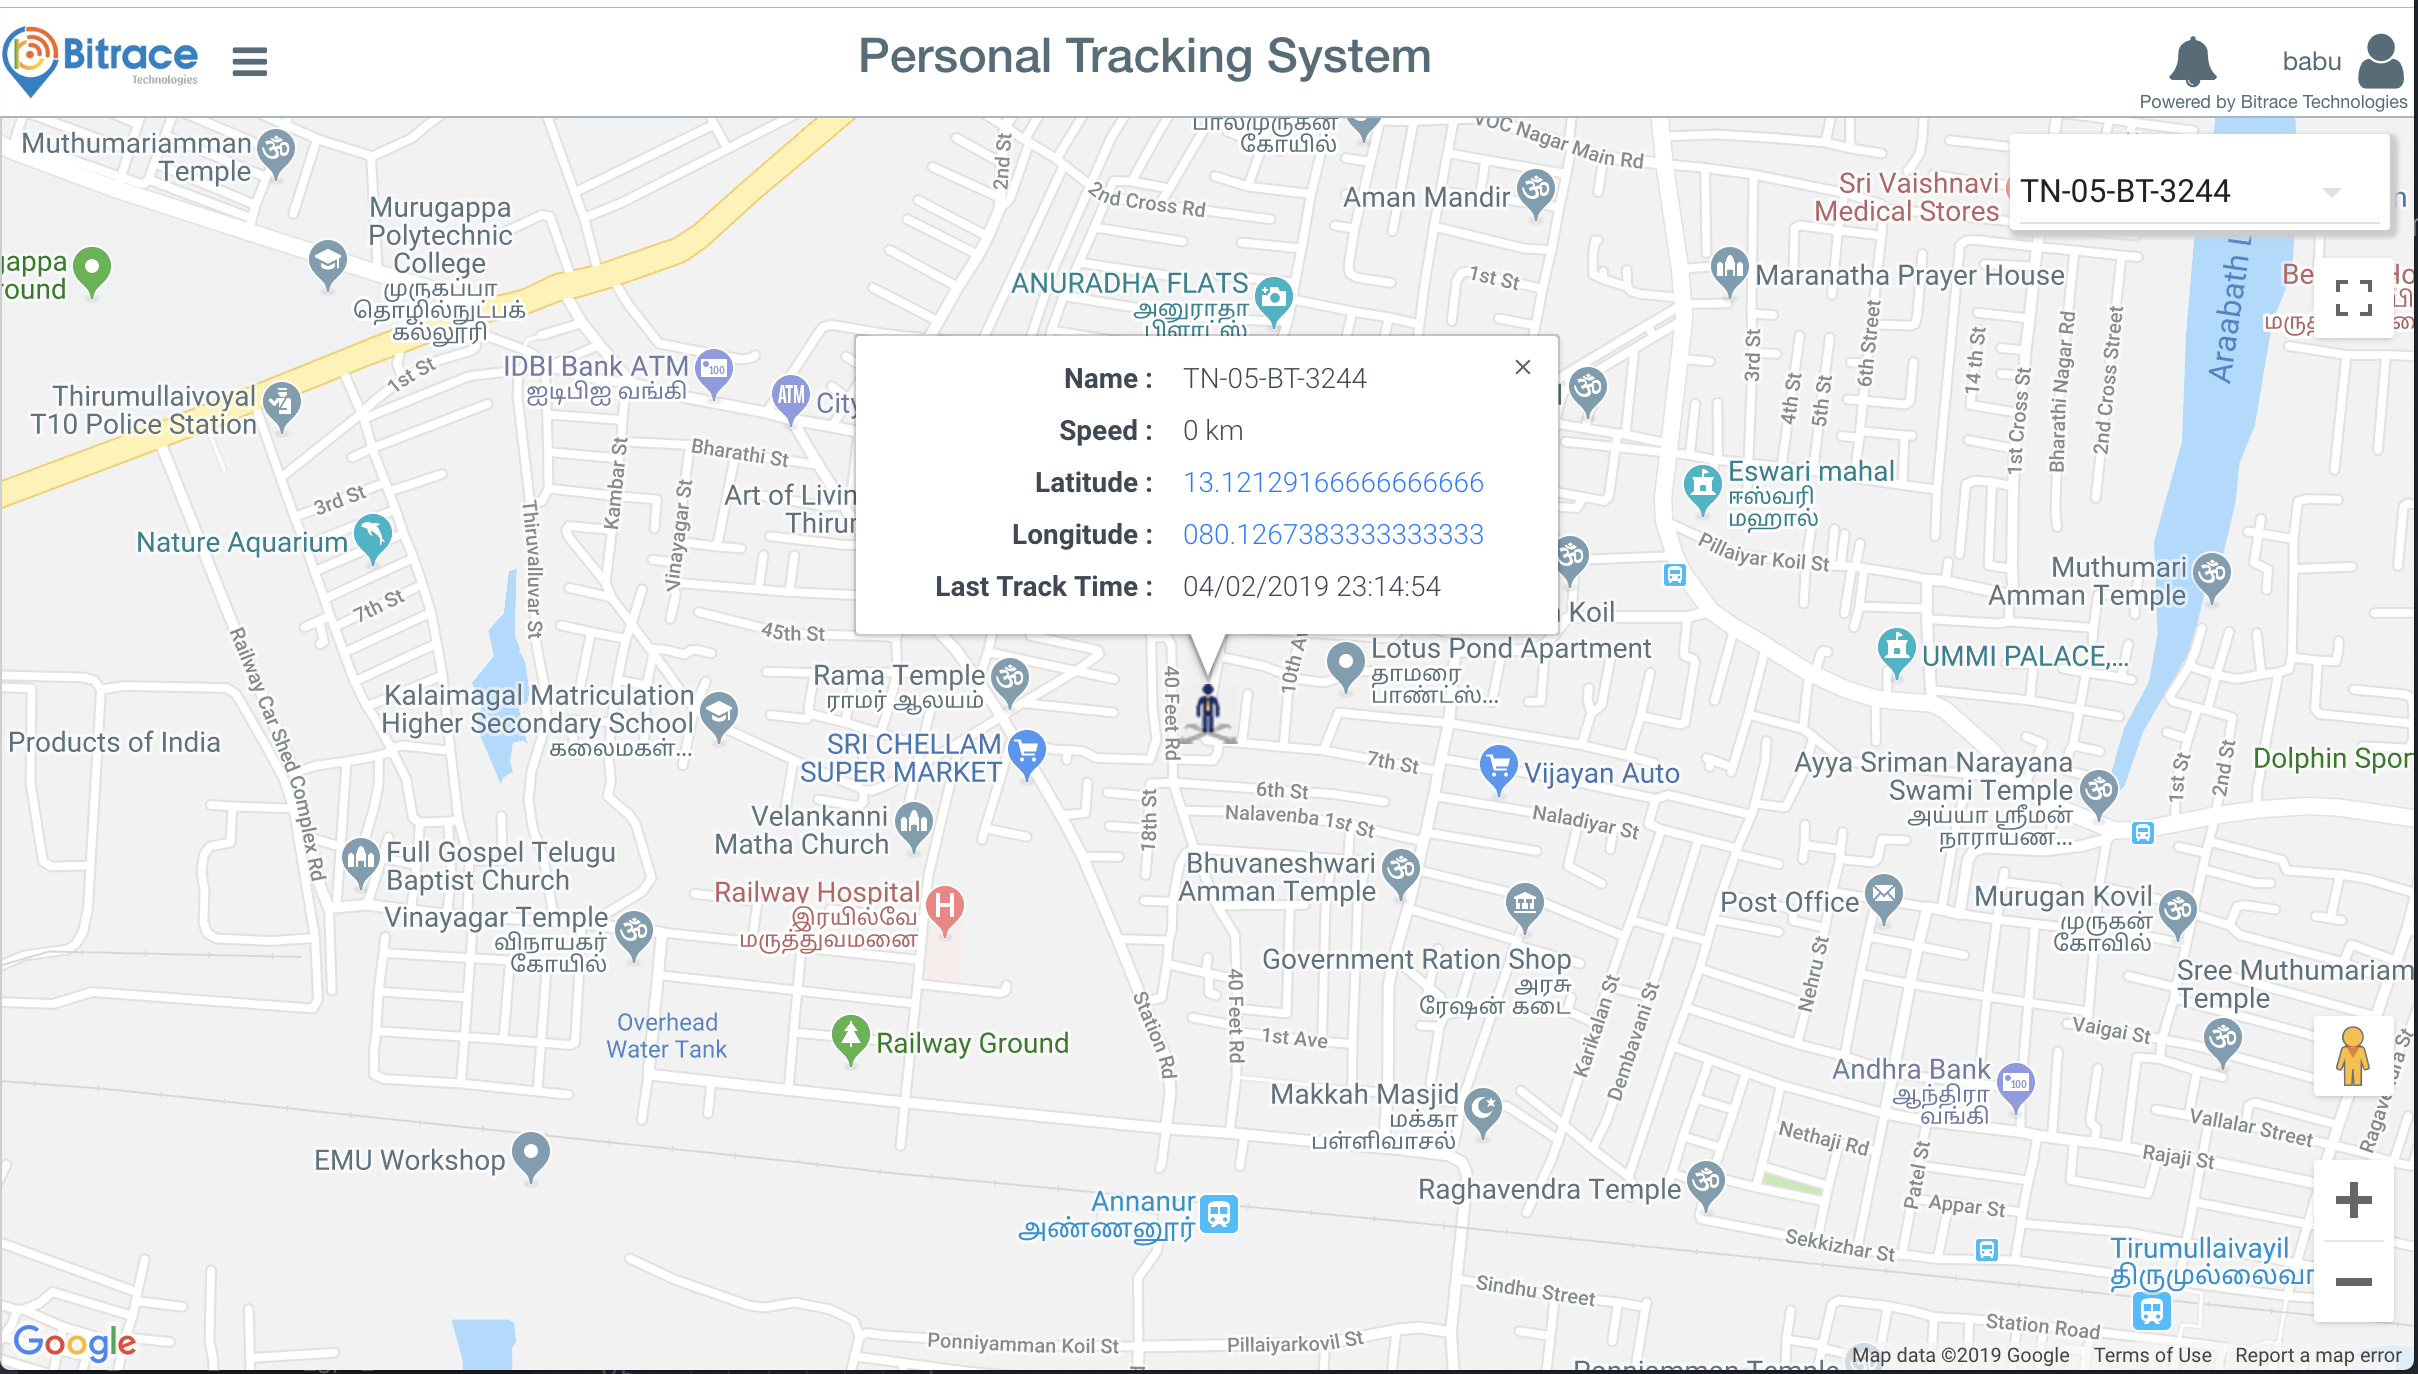 Bitrace
Technologies
Personal Tracking System
babu
Powered by Bitrace Technologies
Muthumariamman
Temple
Murugappa
Polytechnic
College
முருகப்பா
தொழில்நுட்பக்
கல்லூரி
2nd St
2nd Cross Rd
பாலமுருகன்
கோயில்
VOC Nagar Main Rd
Aman Mandir
Sri Vaishnavi
Medical Stores
TN-05-BT-3244
ANURADHA FLATS
அனுராதா
பிளாட்ஸ்
1st St
Maranatha Prayer House
Thirumullaivoyal
T10 Police Station
1st St
IDBI Bank ATM
ஐடிபிஐ வங்கி
ATM
City
Name : TN-05-BT-3244
Speed : 0 km
Latitude : 13.12129166666666666
Longitude : 080.1267383333333333
Last Track Time : 04/02/2019 23:14:54
3rd St
4th St
5th St
6th Street
14 th St
1st Cross St
Bharathi Nagar Rd
2nd Cross Street
3rd St
Kambar St
Bharathi St
Vinayagar St
Thiruvalluvar St
Art of Livin
Thirur
Nature Aquarium
7th St
45th St
Eswari mahal
ஈஸ்வரி
மஹால்
Pillaiyar Koil St
Muthumari
Amman Temple
Koil
Lotus Pond Apartment
தாமரை
பாண்ட்ஸ்...
UMMI PALACE,...
Rama Temple
ராமர் ஆலயம்
40 Feet Rd
Railway Car Shed Complex Rd
Kalaimagal Matriculation
Higher Secondary School
கலைமகள்...
Products of India
SRI CHELLAM
SUPER MARKET
7th St
Vijayan Auto
Ayya Sriman Narayana
Swami Temple
அய்யா ஸ்ரீமன்
நாராயண...
1st St
2nd St
Dolphin Spor
6th St
Nalavenba 1st St
Naladiyar St
18th St
Velankanni
Matha Church
Full Gospel Telugu
Baptist Church
Bhuvaneshwari
Amman Temple
Railway Hospital
இரயில்வே
மருத்துவமனை
H
Vinayagar Temple
விநாயகர்
கோயில்
Post Office
Murugan Kovil
முருகன்
கோவில்
Government Ration Shop
அரசு
ரேஷன் கடை
Nehru St
Sree Muthumariam
Temple
Karikalan St
Dembavani St
Station Rd
40 Feet Rd
Overhead
Water Tank
Railway Ground
1st Ave
Vaigai St
Andhra Bank
ஆந்திரா
வங்கி
Makkah Masjid
மக்கா
பள்ளிவாசல்
Nethaji Rd
Vallalar Street
Rajaji St
EMU Workshop
Raghavendra Temple
Patel St
Appar St
Annanur
அண்ணனூர்
Sekkizhar St
Tirumullaivayil
Sindhu Street
Station Road
Ponniyamman Koil St
Pillaiyarkovil St
Google
Map data ©2019 Google
Terms of Use
Report a map error